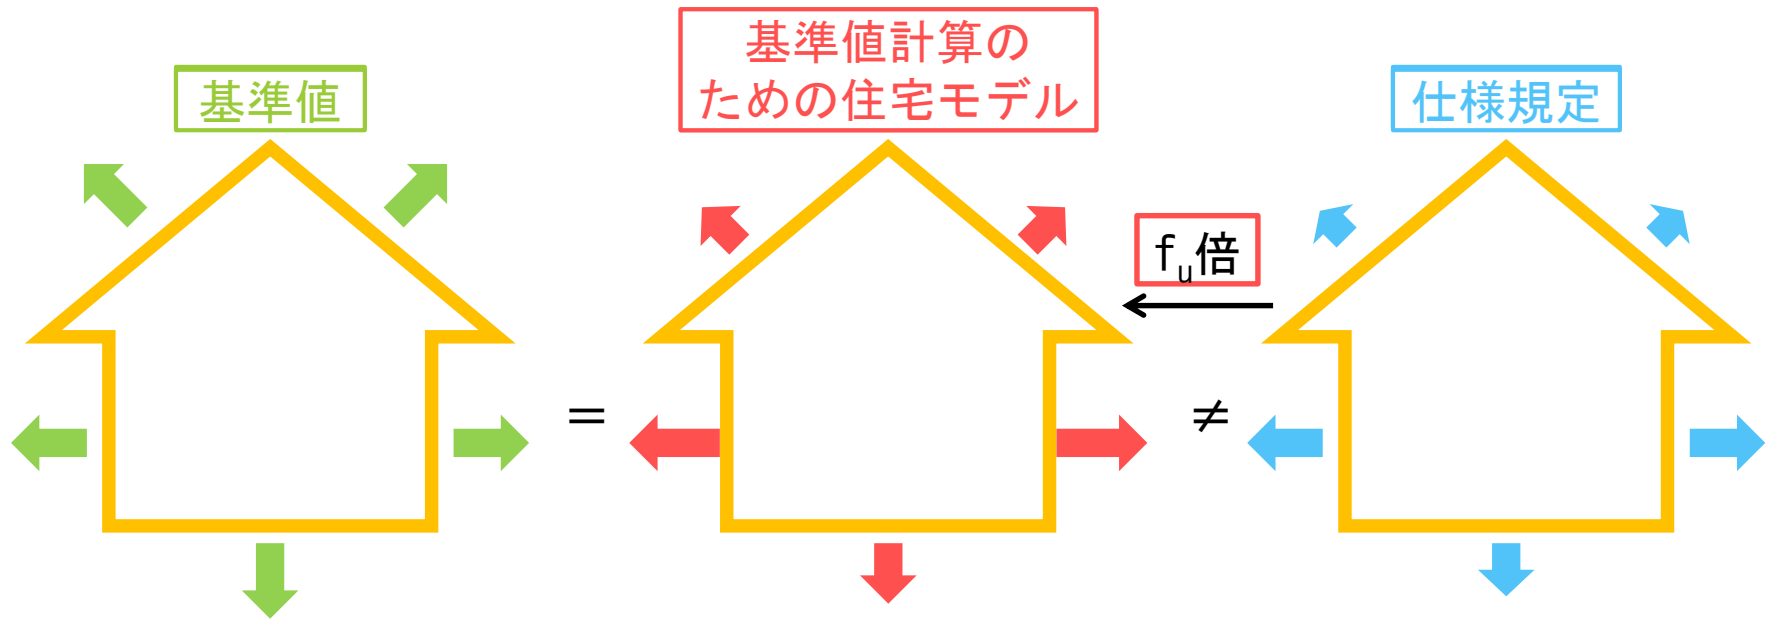 基準値
基準値計算の
ための住宅モデル
仕様規定
fu倍
＝
≠